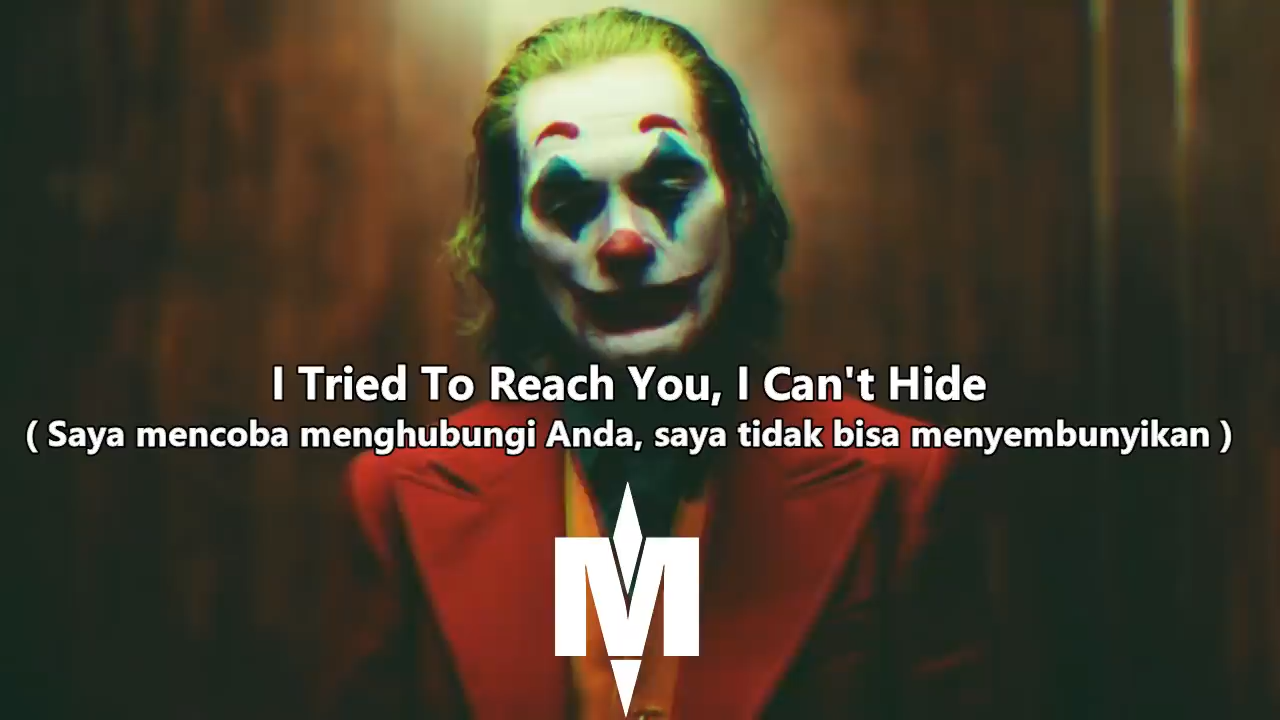 I Tried To Reach You, I Can't Hide
( Saya mencoba menghubungi Anda, saya tidak bisa menyembunyikan )
M